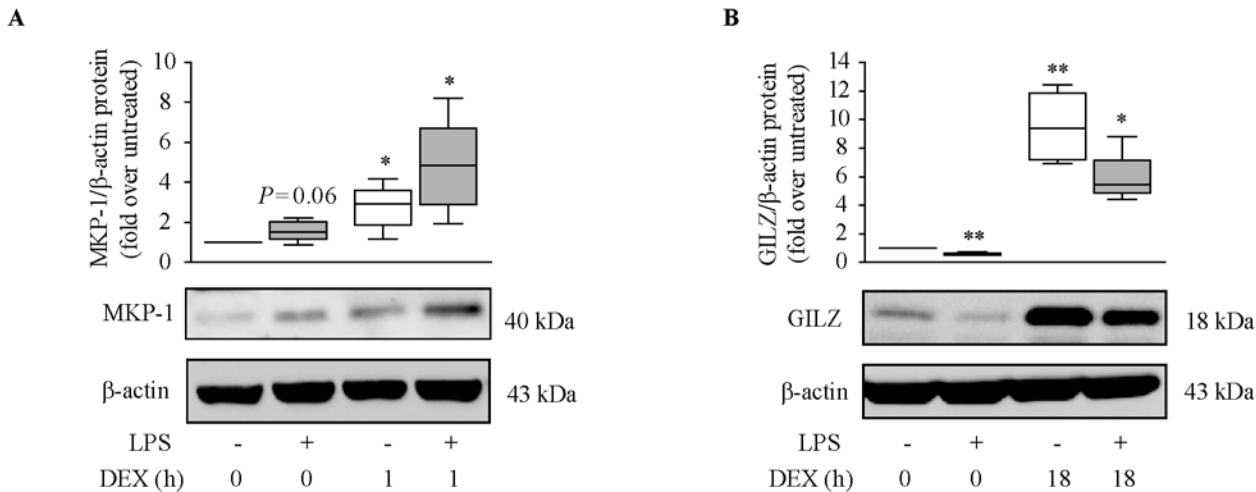 A
MKP-1/β-actin protein
(fold over untreated)
10
8
6
4
2
0
P=0.06
*
*
MKP-1
40 kDa
β-actin
43 kDa
LPS - + - +
DEX (h) 0 0 1 1
B
GILZ/β-actin protein
(fold over untreated)
14
12
10
8
6
4
2
0
**
**
*
GILZ
18 kDa
β-actin
43 kDa
LPS - + - +
DEX (h) 0 0 18 18